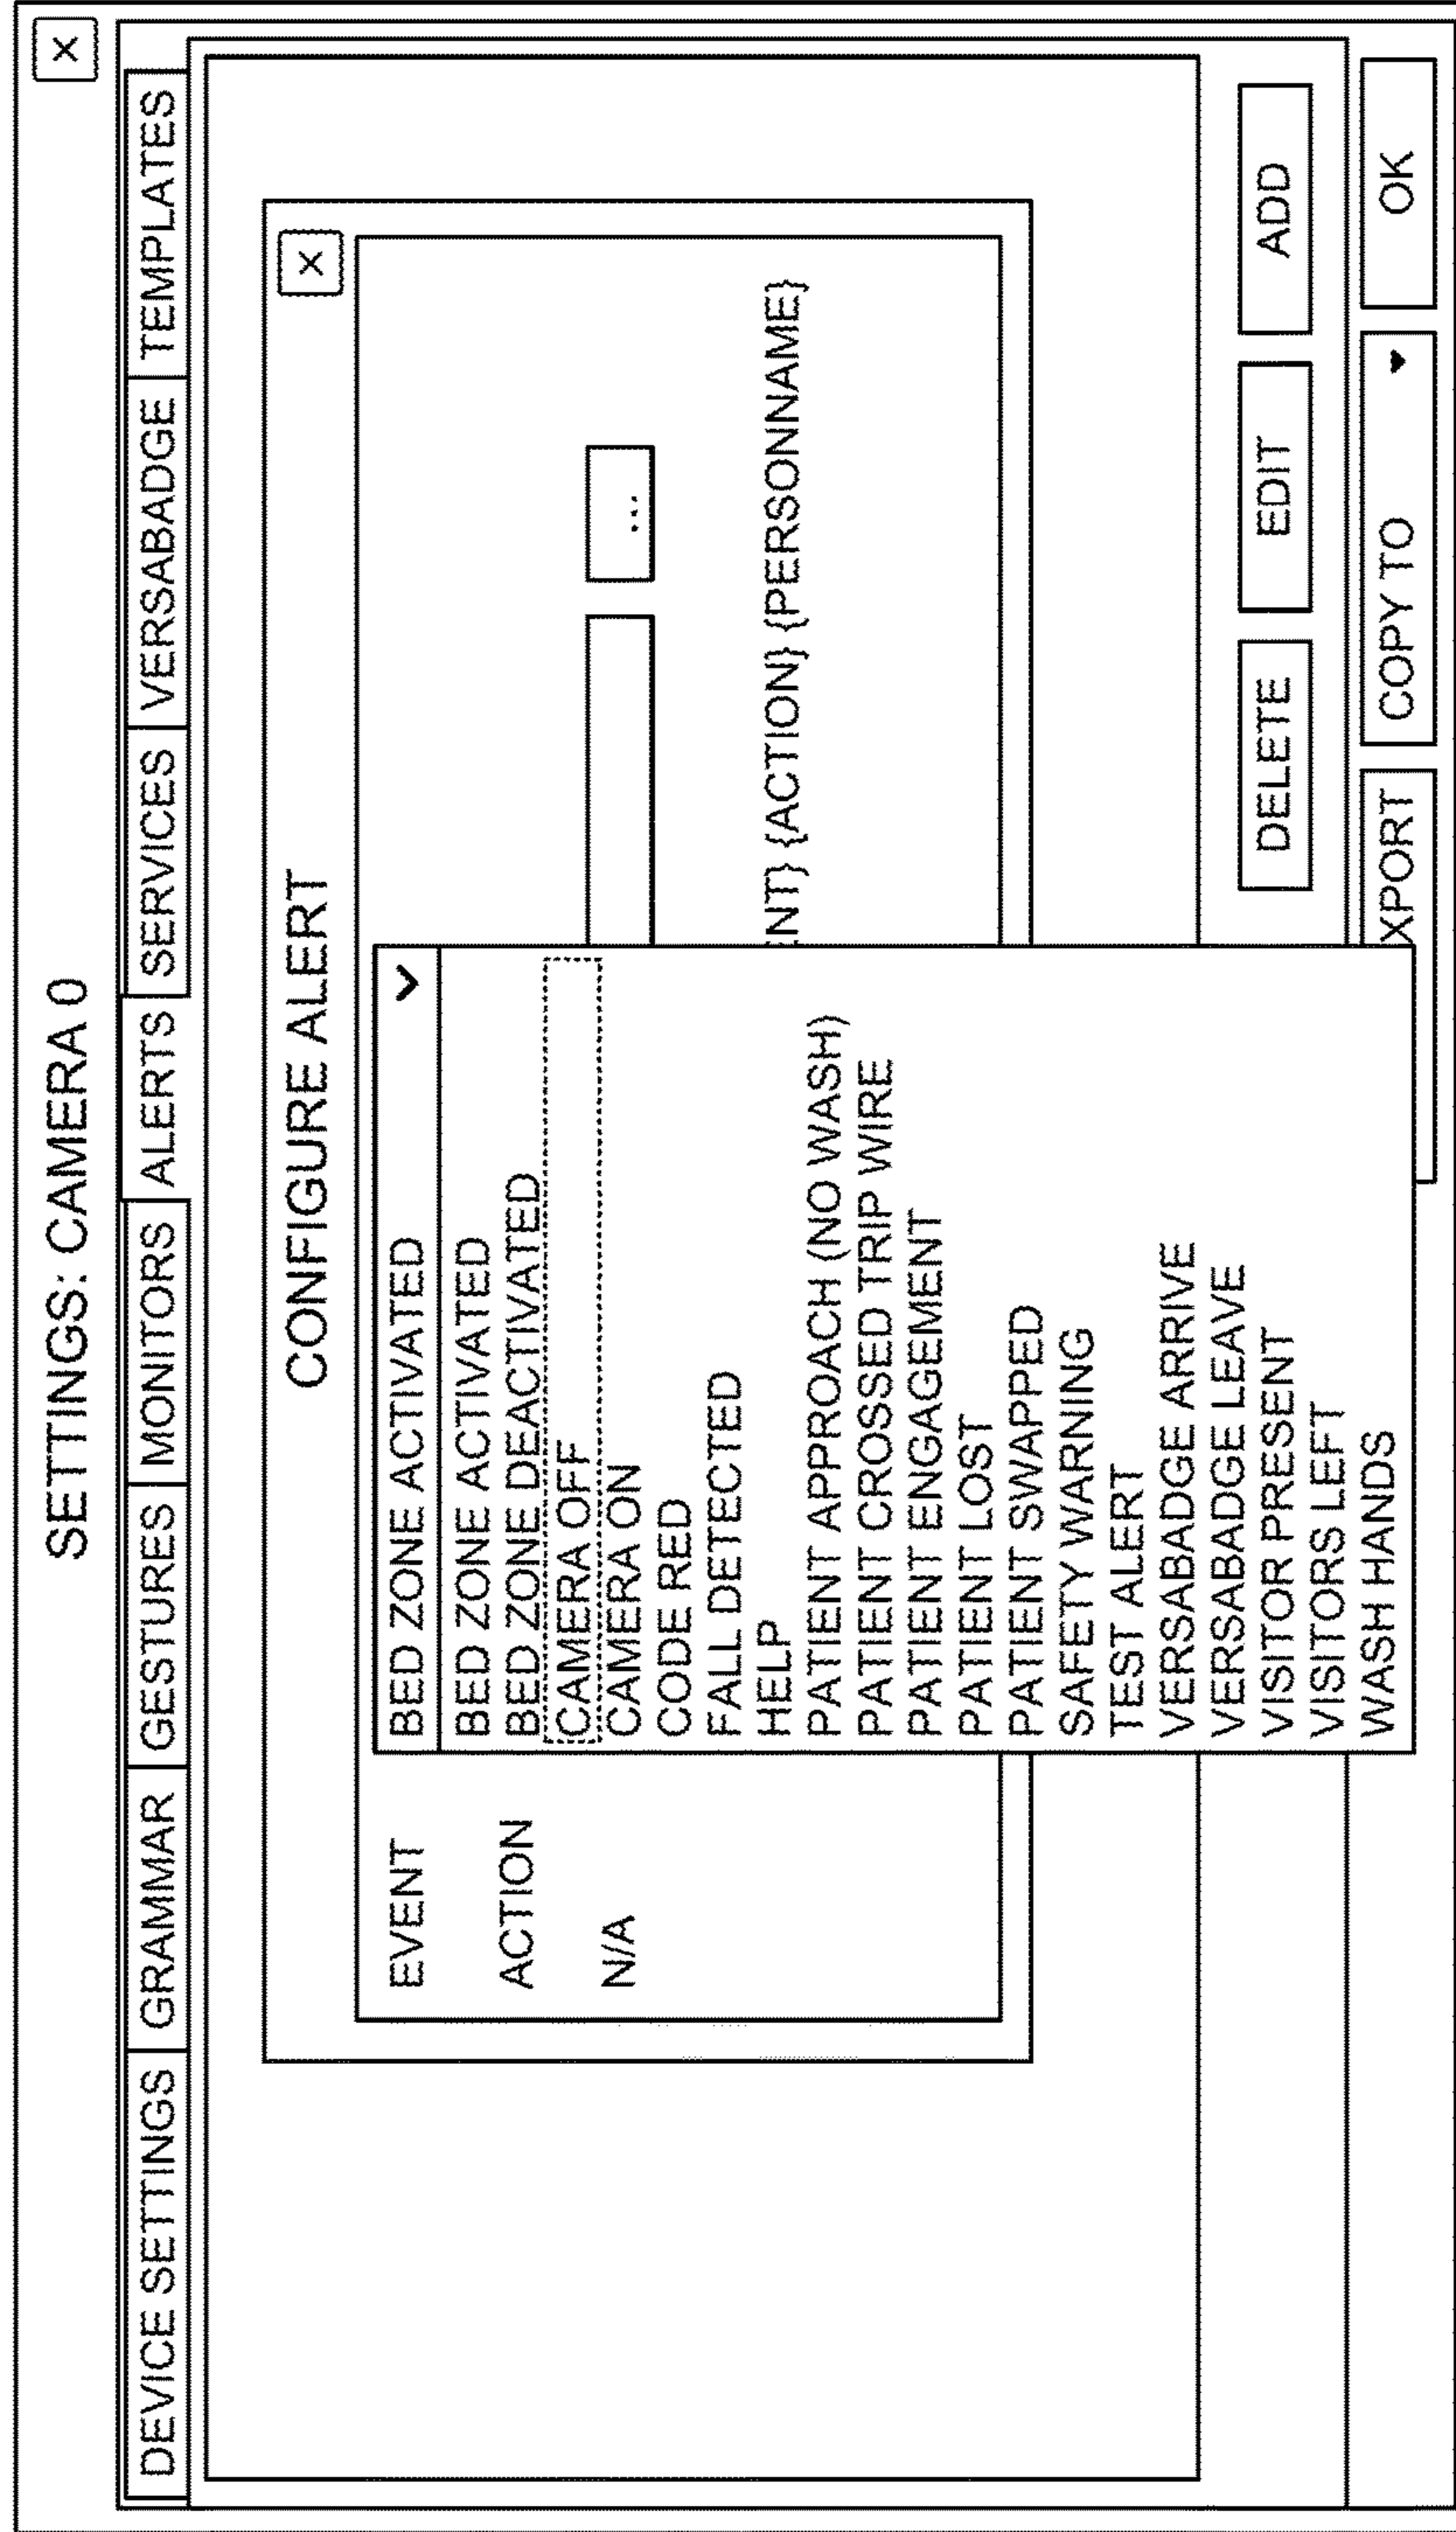 SETTINGS: CAMERA 0
X
DEVICE SETTINGS GRAMMAR GESTURES MONITORS ALERTS SERVICES VERSABADGE TEMPLATES
CONFIGURE ALERT
X
EVENT
BED ZONE ACTIVATED
ACTION
N/A
BED ZONE ACTIVATED
BED ZONE DEACTIVATED
CAMERA OFF
CAMERA ON
CODE RED
FALL DETECTED
HELP
PATIENT APPROACH (NO WASH)
PATIENT CROSSED TRIP WIRE
PATIENT ENGAGEMENT
PATIENT LOST
PATIENT SWAPPED
SAFETY WARNING
TEST ALERT
VERSABADGE ARRIVE
VERSABADGE LEAVE
VISITOR PRESENT
VISITORS LEFT
WASH HANDS
...
ENT} {ACTION} {PERSONNAME}
DELETE EDIT ADD
XPORT COPY TO OK